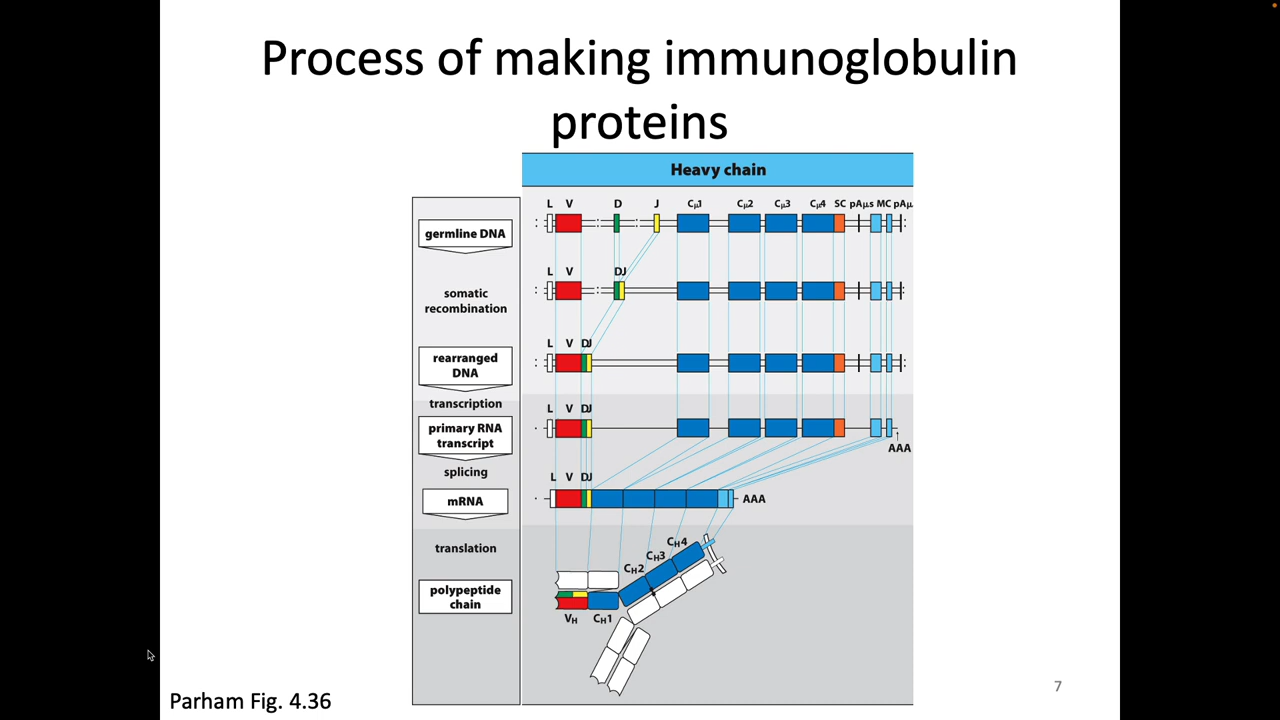 Process of making immunoglobulin
proteins
Heavy chain
L V D J Cμ1 Cμ2 Cμ3 Cμ4 SC pAμs MC pAμ
germline DNA
L V DJ
somatic
recombination
L V DJ
rearranged
DNA
transcription
L V DJ
primary RNA
transcript
AAA
splicing
L V DJ
mRNA
AAA
translation
CH4
CH3
CH2
polypeptide
chain
VH CH1
Parham Fig. 4.36
7